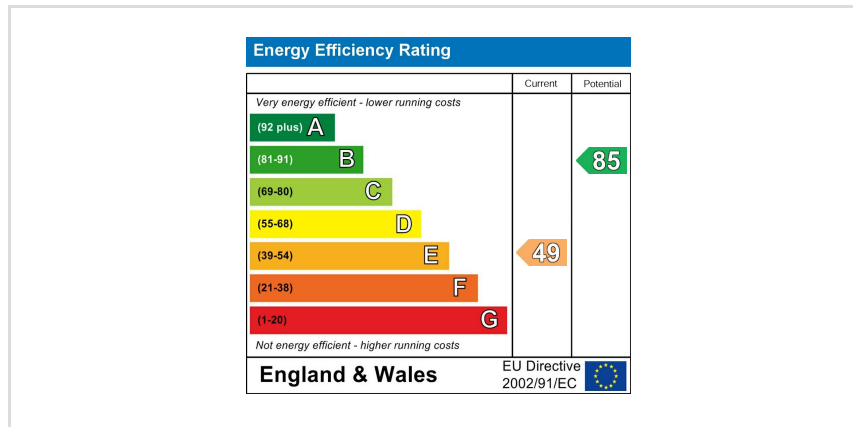 Energy Efficiency Rating
Current Potential
Very energy efficient - lower running costs
(92 plus) A
(81-91) B
85
(69-80) C
(55-68) D
(39-54) E
49
(21-38) F
(1-20) G
Not energy efficient - higher running costs
England & Wales
EU Directive
2002/91/EC